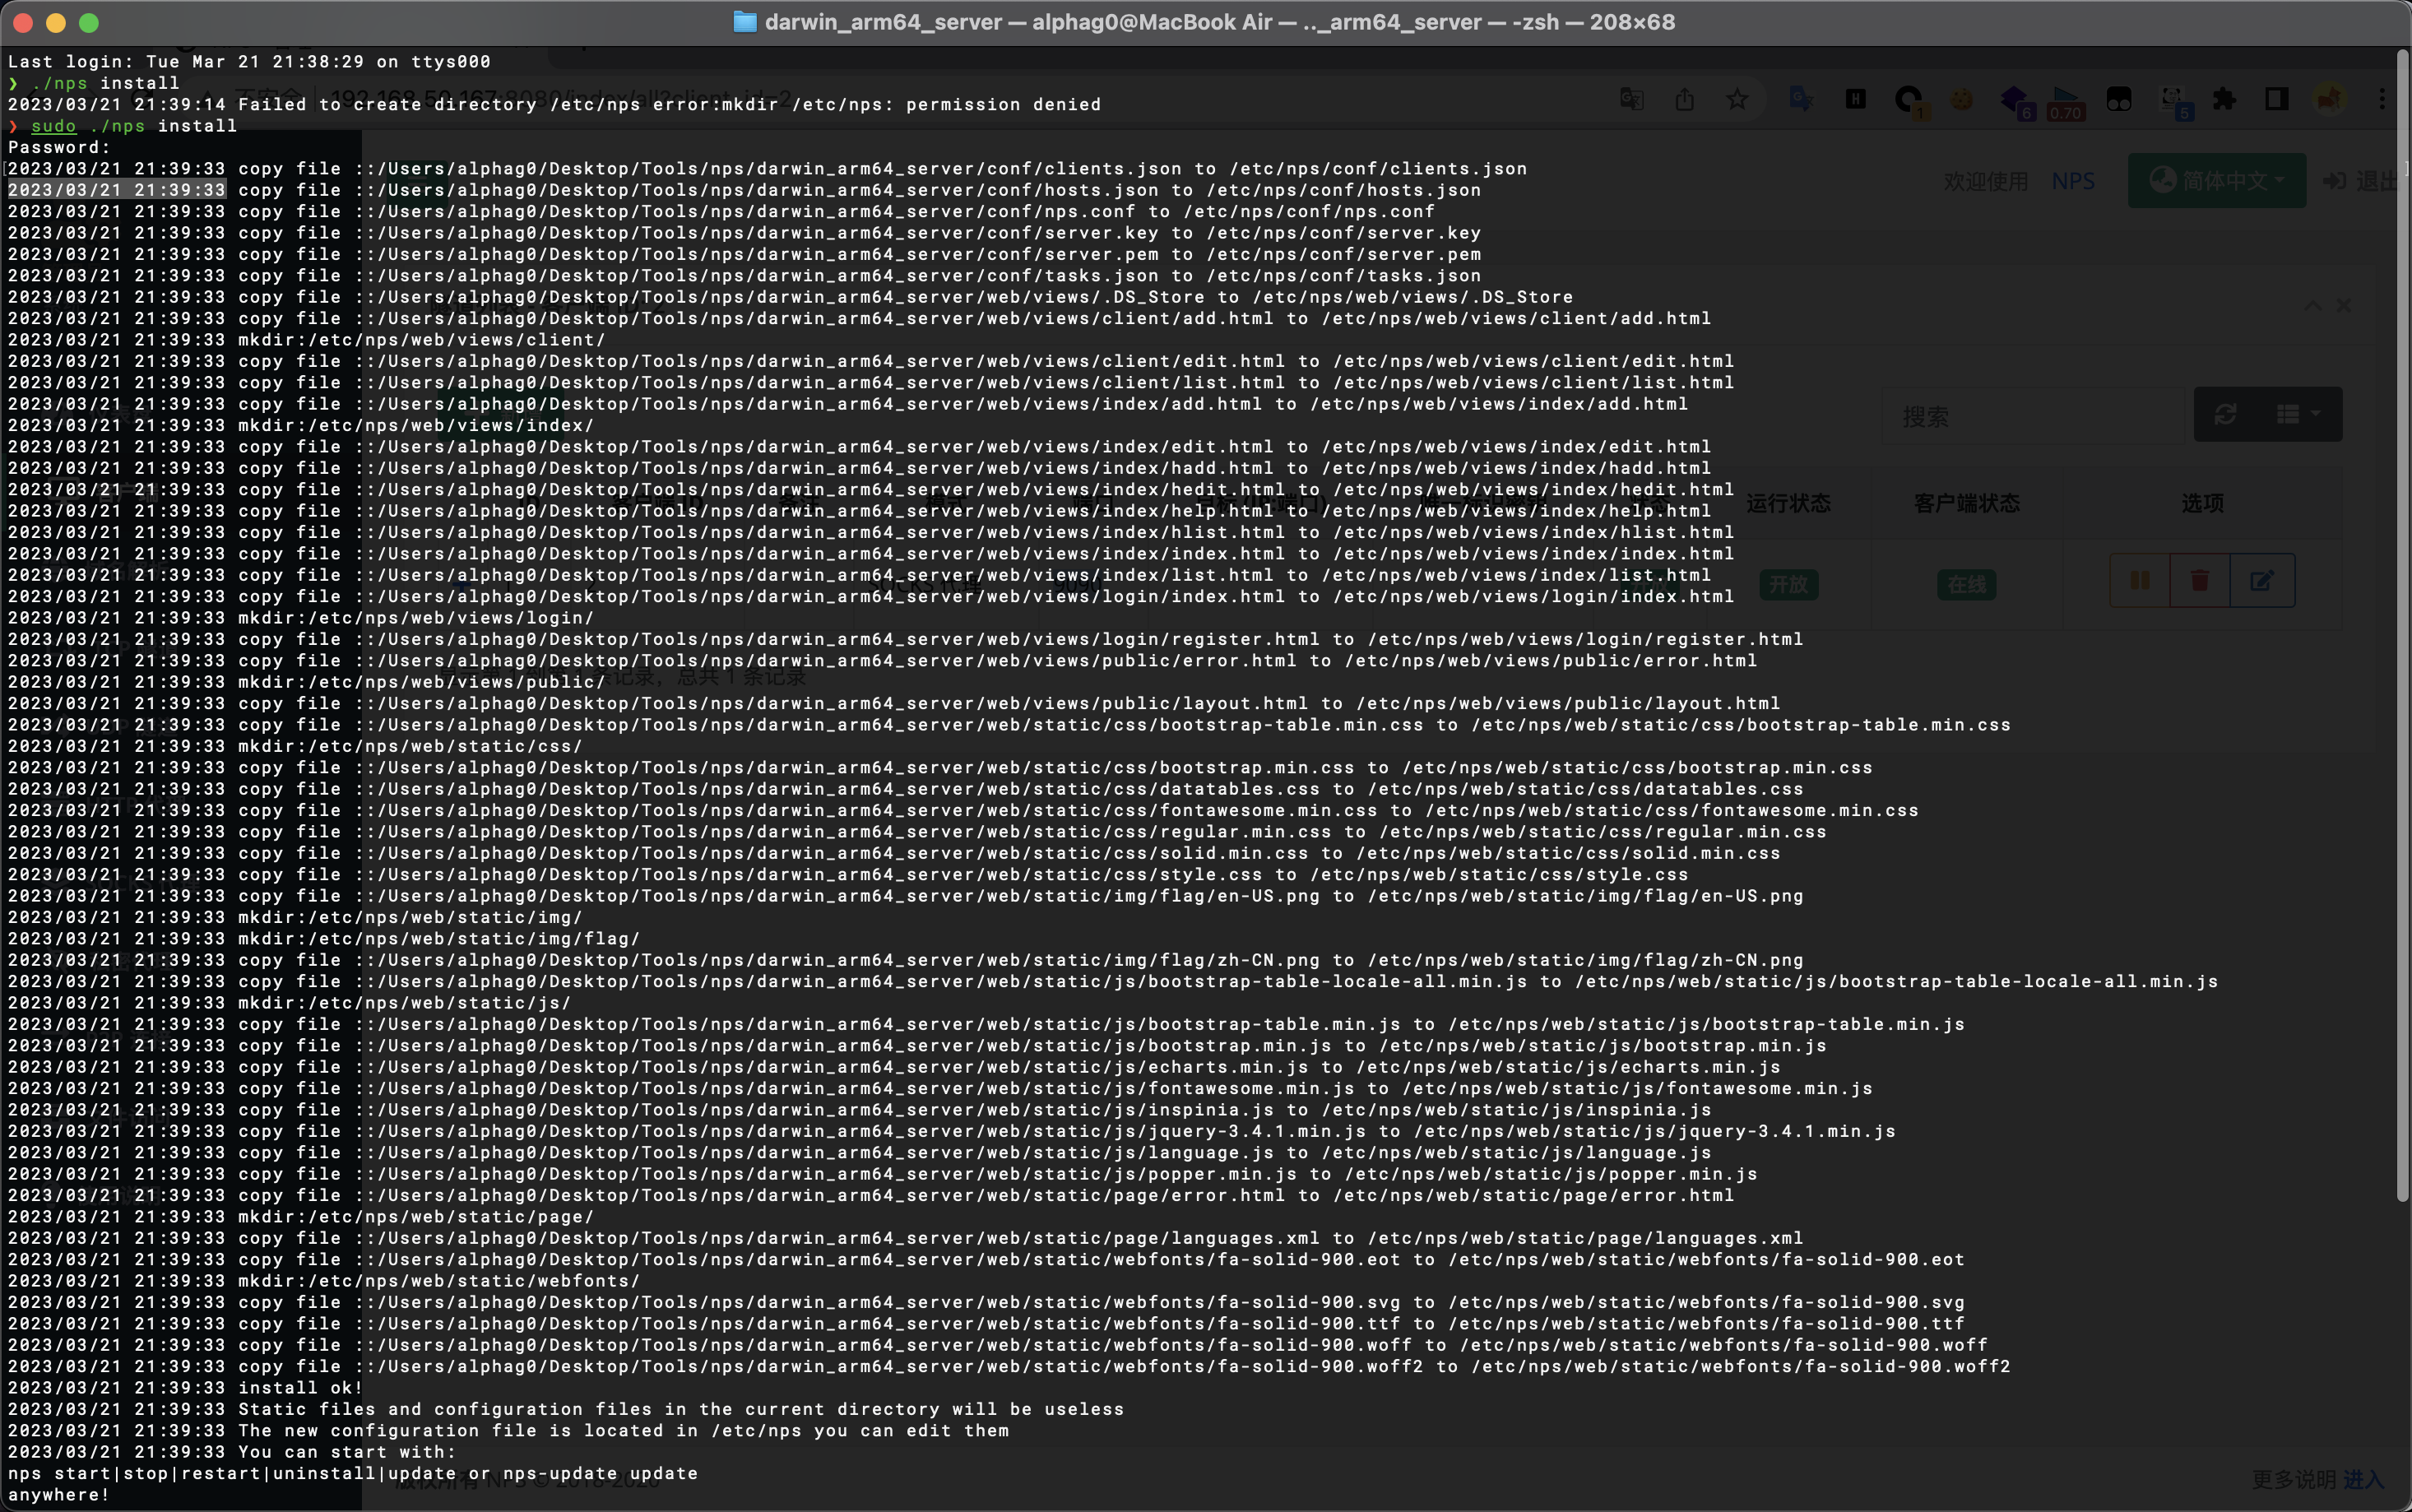 darwin_arm64_server — alphag0@MacBook Air — .._arm64_server — -zsh — 208×68
Last login: Tue Mar 21 21:38:29 on ttys000
❯ ./nps install
2023/03/21 21:39:14 Failed to create directory /etc/nps error:mkdir /etc/nps: permission denied
❯ sudo ./nps install
Password:
2023/03/21 21:39:33 copy file ::/Users/alphag0/Desktop/Tools/nps/darwin_arm64_server/conf/clients.json to /etc/nps/conf/clients.json
2023/03/21 21:39:33 copy file ::/Users/alphag0/Desktop/Tools/nps/darwin_arm64_server/conf/hosts.json to /etc/nps/conf/hosts.json
2023/03/21 21:39:33 copy file ::/Users/alphag0/Desktop/Tools/nps/darwin_arm64_server/conf/nps.conf to /etc/nps/conf/nps.conf
2023/03/21 21:39:33 copy file ::/Users/alphag0/Desktop/Tools/nps/darwin_arm64_server/conf/server.key to /etc/nps/conf/server.key
2023/03/21 21:39:33 copy file ::/Users/alphag0/Desktop/Tools/nps/darwin_arm64_server/conf/server.pem to /etc/nps/conf/server.pem
2023/03/21 21:39:33 copy file ::/Users/alphag0/Desktop/Tools/nps/darwin_arm64_server/conf/tasks.json to /etc/nps/conf/tasks.json
2023/03/21 21:39:33 copy file ::/Users/alphag0/Desktop/Tools/nps/darwin_arm64_server/web/views/.DS_Store to /etc/nps/web/views/.DS_Store
2023/03/21 21:39:33 copy file ::/Users/alphag0/Desktop/Tools/nps/darwin_arm64_server/web/views/client/add.html to /etc/nps/web/views/client/add.html
2023/03/21 21:39:33 mkdir:/etc/nps/web/views/client/
2023/03/21 21:39:33 copy file ::/Users/alphag0/Desktop/Tools/nps/darwin_arm64_server/web/views/client/edit.html to /etc/nps/web/views/client/edit.html
2023/03/21 21:39:33 copy file ::/Users/alphag0/Desktop/Tools/nps/darwin_arm64_server/web/views/client/list.html to /etc/nps/web/views/client/list.html
2023/03/21 21:39:33 copy file ::/Users/alphag0/Desktop/Tools/nps/darwin_arm64_server/web/views/index/add.html to /etc/nps/web/views/index/add.html
2023/03/21 21:39:33 mkdir:/etc/nps/web/views/index/
2023/03/21 21:39:33 copy file ::/Users/alphag0/Desktop/Tools/nps/darwin_arm64_server/web/views/index/edit.html to /etc/nps/web/views/index/edit.html
2023/03/21 21:39:33 copy file ::/Users/alphag0/Desktop/Tools/nps/darwin_arm64_server/web/views/index/hadd.html to /etc/nps/web/views/index/hadd.html
2023/03/21 21:39:33 copy file ::/Users/alphag0/Desktop/Tools/nps/darwin_arm64_server/web/views/index/hedit.html to /etc/nps/web/views/index/hedit.html
2023/03/21 21:39:33 copy file ::/Users/alphag0/Desktop/Tools/nps/darwin_arm64_server/web/views/index/help.html to /etc/nps/web/views/index/help.html
2023/03/21 21:39:33 copy file ::/Users/alphag0/Desktop/Tools/nps/darwin_arm64_server/web/views/index/hlist.html to /etc/nps/web/views/index/hlist.html
2023/03/21 21:39:33 copy file ::/Users/alphag0/Desktop/Tools/nps/darwin_arm64_server/web/views/index/index.html to /etc/nps/web/views/index/index.html
2023/03/21 21:39:33 copy file ::/Users/alphag0/Desktop/Tools/nps/darwin_arm64_server/web/views/index/list.html to /etc/nps/web/views/index/list.html
2023/03/21 21:39:33 copy file ::/Users/alphag0/Desktop/Tools/nps/darwin_arm64_server/web/views/login/index.html to /etc/nps/web/views/login/index.html
2023/03/21 21:39:33 mkdir:/etc/nps/web/views/login/
2023/03/21 21:39:33 copy file ::/Users/alphag0/Desktop/Tools/nps/darwin_arm64_server/web/views/login/register.html to /etc/nps/web/views/login/register.html
2023/03/21 21:39:33 copy file ::/Users/alphag0/Desktop/Tools/nps/darwin_arm64_server/web/views/public/error.html to /etc/nps/web/views/public/error.html
2023/03/21 21:39:33 mkdir:/etc/nps/web/views/public/
2023/03/21 21:39:33 copy file ::/Users/alphag0/Desktop/Tools/nps/darwin_arm64_server/web/views/public/layout.html to /etc/nps/web/views/public/layout.html
2023/03/21 21:39:33 copy file ::/Users/alphag0/Desktop/Tools/nps/darwin_arm64_server/web/static/css/bootstrap-table.min.css to /etc/nps/web/static/css/bootstrap-table.min.css
2023/03/21 21:39:33 mkdir:/etc/nps/web/static/css/
2023/03/21 21:39:33 copy file ::/Users/alphag0/Desktop/Tools/nps/darwin_arm64_server/web/static/css/bootstrap.min.css to /etc/nps/web/static/css/bootstrap.min.css
2023/03/21 21:39:33 copy file ::/Users/alphag0/Desktop/Tools/nps/darwin_arm64_server/web/static/css/datatables.css to /etc/nps/web/static/css/datatables.css
2023/03/21 21:39:33 copy file ::/Users/alphag0/Desktop/Tools/nps/darwin_arm64_server/web/static/css/fontawesome.min.css to /etc/nps/web/static/css/fontawesome.min.css
2023/03/21 21:39:33 copy file ::/Users/alphag0/Desktop/Tools/nps/darwin_arm64_server/web/static/css/regular.min.css to /etc/nps/web/static/css/regular.min.css
2023/03/21 21:39:33 copy file ::/Users/alphag0/Desktop/Tools/nps/darwin_arm64_server/web/static/css/solid.min.css to /etc/nps/web/static/css/solid.min.css
2023/03/21 21:39:33 copy file ::/Users/alphag0/Desktop/Tools/nps/darwin_arm64_server/web/static/css/style.css to /etc/nps/web/static/css/style.css
2023/03/21 21:39:33 copy file ::/Users/alphag0/Desktop/Tools/nps/darwin_arm64_server/web/static/img/flag/en-US.png to /etc/nps/web/static/img/flag/en-US.png
2023/03/21 21:39:33 mkdir:/etc/nps/web/static/img/
2023/03/21 21:39:33 mkdir:/etc/nps/web/static/img/flag/
2023/03/21 21:39:33 copy file ::/Users/alphag0/Desktop/Tools/nps/darwin_arm64_server/web/static/img/flag/zh-CN.png to /etc/nps/web/static/img/flag/zh-CN.png
2023/03/21 21:39:33 copy file ::/Users/alphag0/Desktop/Tools/nps/darwin_arm64_server/web/static/js/bootstrap-table-locale-all.min.js to /etc/nps/web/static/js/bootstrap-table-locale-all.min.js
2023/03/21 21:39:33 mkdir:/etc/nps/web/static/js/
2023/03/21 21:39:33 copy file ::/Users/alphag0/Desktop/Tools/nps/darwin_arm64_server/web/static/js/bootstrap-table.min.js to /etc/nps/web/static/js/bootstrap-table.min.js
2023/03/21 21:39:33 copy file ::/Users/alphag0/Desktop/Tools/nps/darwin_arm64_server/web/static/js/bootstrap.min.js to /etc/nps/web/static/js/bootstrap.min.js
2023/03/21 21:39:33 copy file ::/Users/alphag0/Desktop/Tools/nps/darwin_arm64_server/web/static/js/echarts.min.js to /etc/nps/web/static/js/echarts.min.js
2023/03/21 21:39:33 copy file ::/Users/alphag0/Desktop/Tools/nps/darwin_arm64_server/web/static/js/fontawesome.min.js to /etc/nps/web/static/js/fontawesome.min.js
2023/03/21 21:39:33 copy file ::/Users/alphag0/Desktop/Tools/nps/darwin_arm64_server/web/static/js/inspinia.js to /etc/nps/web/static/js/inspinia.js
2023/03/21 21:39:33 copy file ::/Users/alphag0/Desktop/Tools/nps/darwin_arm64_server/web/static/js/jquery-3.4.1.min.js to /etc/nps/web/static/js/jquery-3.4.1.min.js
2023/03/21 21:39:33 copy file ::/Users/alphag0/Desktop/Tools/nps/darwin_arm64_server/web/static/js/language.js to /etc/nps/web/static/js/language.js
2023/03/21 21:39:33 copy file ::/Users/alphag0/Desktop/Tools/nps/darwin_arm64_server/web/static/js/popper.min.js to /etc/nps/web/static/js/popper.min.js
2023/03/21 21:39:33 copy file ::/Users/alphag0/Desktop/Tools/nps/darwin_arm64_server/web/static/page/error.html to /etc/nps/web/static/page/error.html
2023/03/21 21:39:33 mkdir:/etc/nps/web/static/page/
2023/03/21 21:39:33 copy file ::/Users/alphag0/Desktop/Tools/nps/darwin_arm64_server/web/static/page/languages.xml to /etc/nps/web/static/page/languages.xml
2023/03/21 21:39:33 copy file ::/Users/alphag0/Desktop/Tools/nps/darwin_arm64_server/web/static/webfonts/fa-solid-900.eot to /etc/nps/web/static/webfonts/fa-solid-900.eot
2023/03/21 21:39:33 mkdir:/etc/nps/web/static/webfonts/
2023/03/21 21:39:33 copy file ::/Users/alphag0/Desktop/Tools/nps/darwin_arm64_server/web/static/webfonts/fa-solid-900.svg to /etc/nps/web/static/webfonts/fa-solid-900.svg
2023/03/21 21:39:33 copy file ::/Users/alphag0/Desktop/Tools/nps/darwin_arm64_server/web/static/webfonts/fa-solid-900.ttf to /etc/nps/web/static/webfonts/fa-solid-900.ttf
2023/03/21 21:39:33 copy file ::/Users/alphag0/Desktop/Tools/nps/darwin_arm64_server/web/static/webfonts/fa-solid-900.woff to /etc/nps/web/static/webfonts/fa-solid-900.woff
2023/03/21 21:39:33 copy file ::/Users/alphag0/Desktop/Tools/nps/darwin_arm64_server/web/static/webfonts/fa-solid-900.woff2 to /etc/nps/web/static/webfonts/fa-solid-900.woff2
2023/03/21 21:39:33 install ok!
2023/03/21 21:39:33 Static files and configuration files in the current directory will be useless
2023/03/21 21:39:33 The new configuration file is located in /etc/nps you can edit them
2023/03/21 21:39:33 You can start with:
nps start|stop|restart|uninstall|update or nps-update update
anywhere!
欢迎使用 NPS 简体中文 退出
搜索
运行状态 客户端状态 选项
开放 在线
更多说明 进入